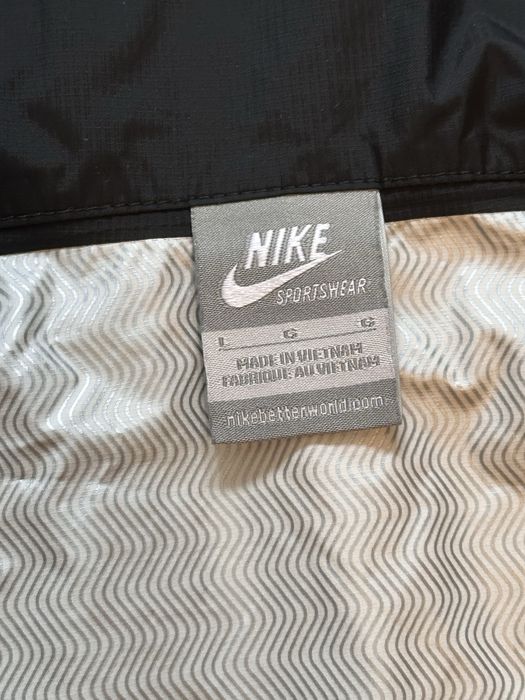 NIKE
SPORTSWEAR
L G G
MADE IN VIETNAM
FABRIQUE AU VIETNAM
nikebetterworld.com